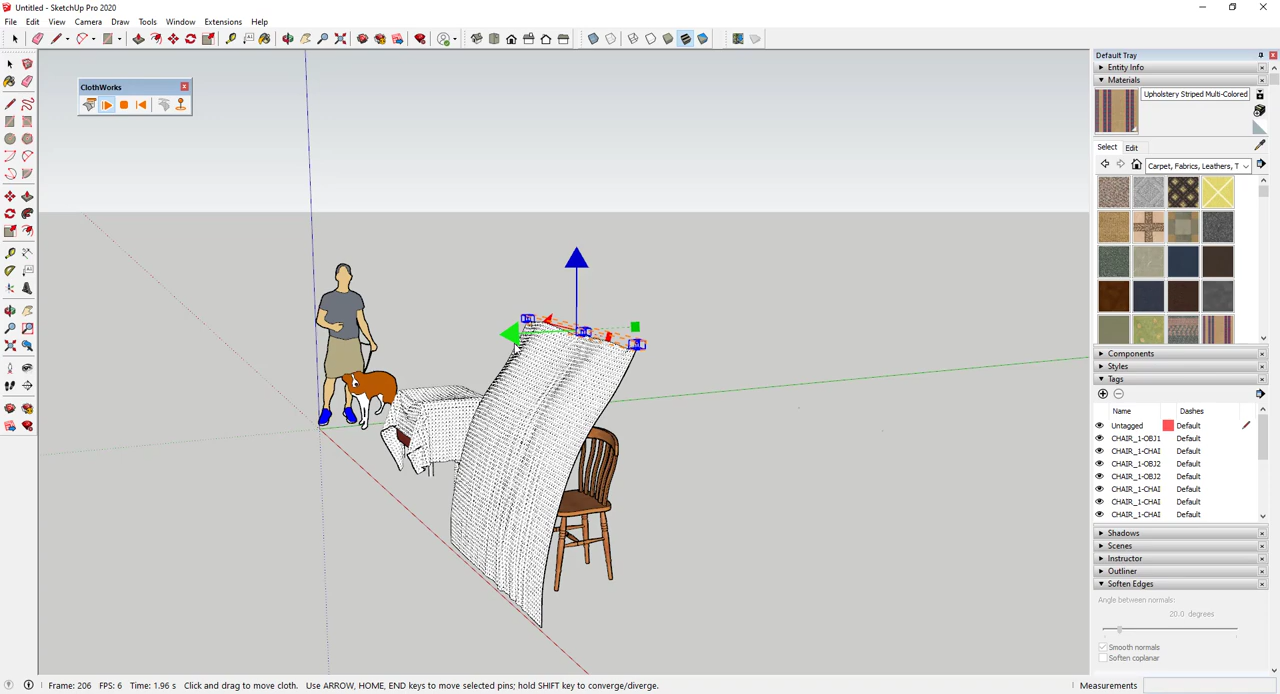 Untitled - SketchUp Pro 2020
File Edit View Camera Draw Tools Window Extensions Help
ClothWorks
Default Tray
Entity Info
Materials
Upholstery Striped Multi-Colored
Select Edit
Carpet, Fabrics, Leathers, T
Components
Styles
Tags
Name Dashes
Untagged Default
CHAIR_1-OBJ1 Default
CHAIR_1-CHAI Default
CHAIR_1-OBJ2 Default
CHAIR_1-OBJ2 Default
CHAIR_1-CHAI Default
CHAIR_1-CHAI Default
CHAIR_1-CHAI Default
Shadows
Scenes
Instructor
Outliner
Soften Edges
Angle between normals:
20.0 degrees
Smooth normals
Soften coplanar
Frame: 206 FPS: 6 Time: 1.96 s Click and drag to move cloth. Use ARROW, HOME, END keys to move selected pins; hold SHIFT key to converge/diverge. Measurements